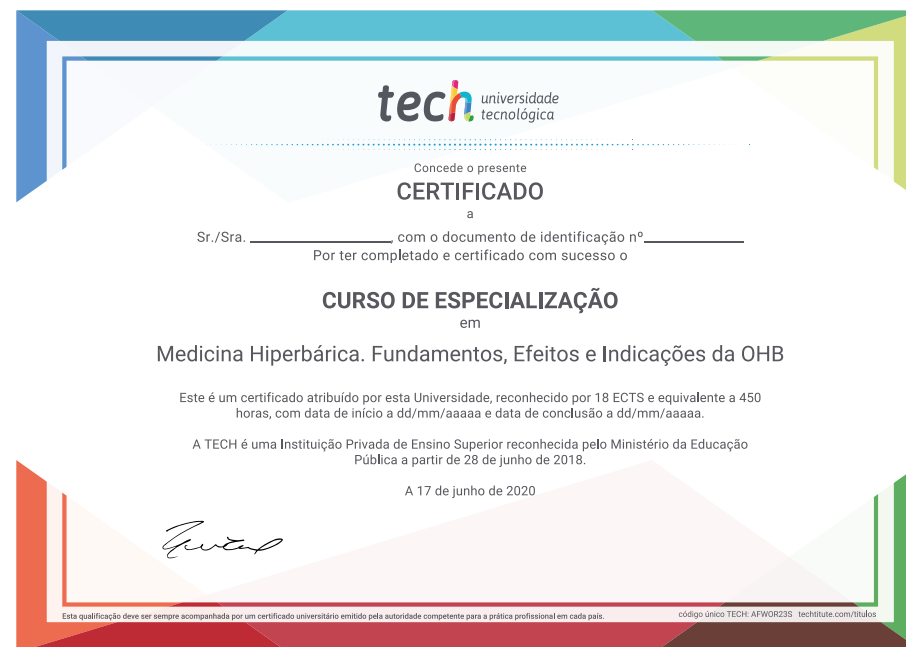 tech universidade
tecnológica
Concede o presente
CERTIFICADO
a
Sr./Sra. , com o documento de identificação nº
Por ter completado e certificado com sucesso o
CURSO DE ESPECIALIZAÇÃO
em
Medicina Hiperbárica. Fundamentos, Efeitos e Indicações da OHB
Este é um certificado atribuído por esta Universidade, reconhecido por 18 ECTS e equivalente a 450
horas, com data de início a dd/mm/aaaaa e data de conclusão a dd/mm/aaaaa.
A TECH é uma Instituição Privada de Ensino Superior reconhecida pelo Ministério da Educação
Pública a partir de 28 de junho de 2018.
A 17 de junho de 2020
Esta qualificação deve ser sempre acompanhada por um certificado universitário emitido pela autoridade competente para a prática profissional em cada país.
código único TECH: AFWOR23S techtitute.com/titulos